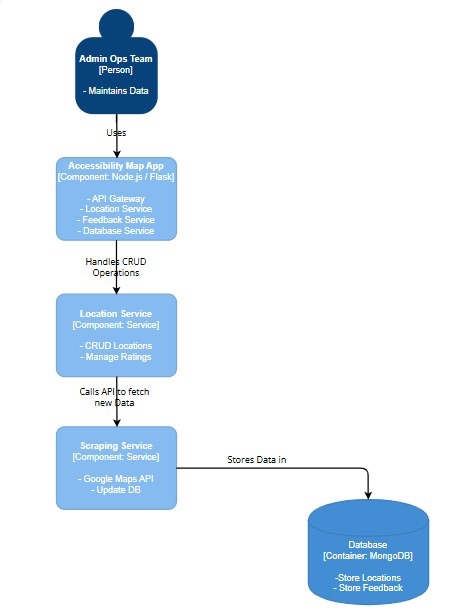 Admin Ops Team
[Person]
- Maintains Data
Uses
Accessibility Map App
[Component: Node.js / Flask]
- API Gateway
- Location Service
- Feedback Service
- Database Service
Handles CRUD
Operations
Location Service
[Component: Service]
- CRUD Locations
- Manage Ratings
Calls API to fetch
new Data
Scraping Service
[Component: Service]
- Google Maps API
- Update DB
Stores Data in
Database
[Container: MongoDB]
-Store Locations
- Store Feedback